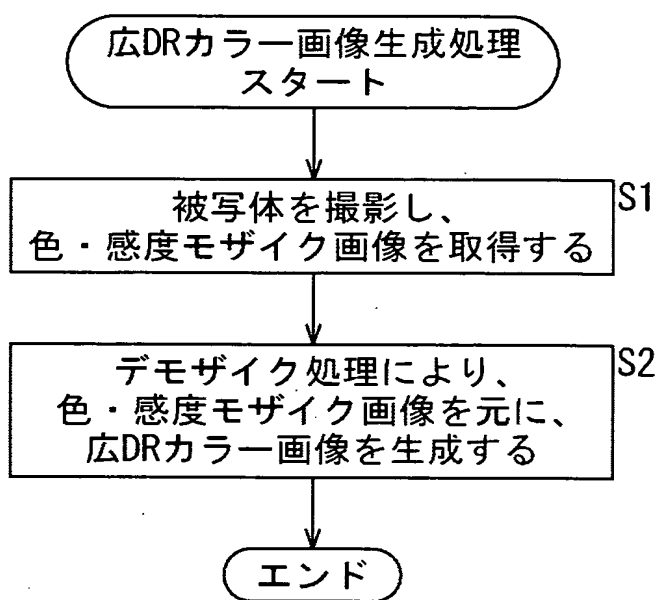 広DRカラー画像生成処理
スタート
S1
被写体を撮影し、
色・感度モザイク画像を取得する
S2
デモザイク処理により、
色・感度モザイク画像を元に、
広DRカラー画像を生成する
エンド